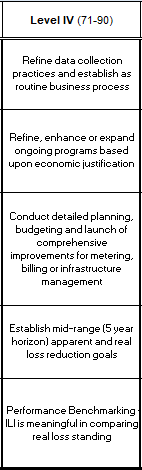 Level IV (71-90)
Refine data collection
practices and establish as
routine business process
Refine, enhance or expand
ongoing programs based
upon economic justification
Conduct detailed planning,
budgeting and launch of
comprehensive
improvements for metering,
billing or infrastructure
management
Establish mid-range (5 year
horizon) apparent and real
loss reduction goals
Performance Benchmarking -
ILI is meaningful in comparing
real loss standing